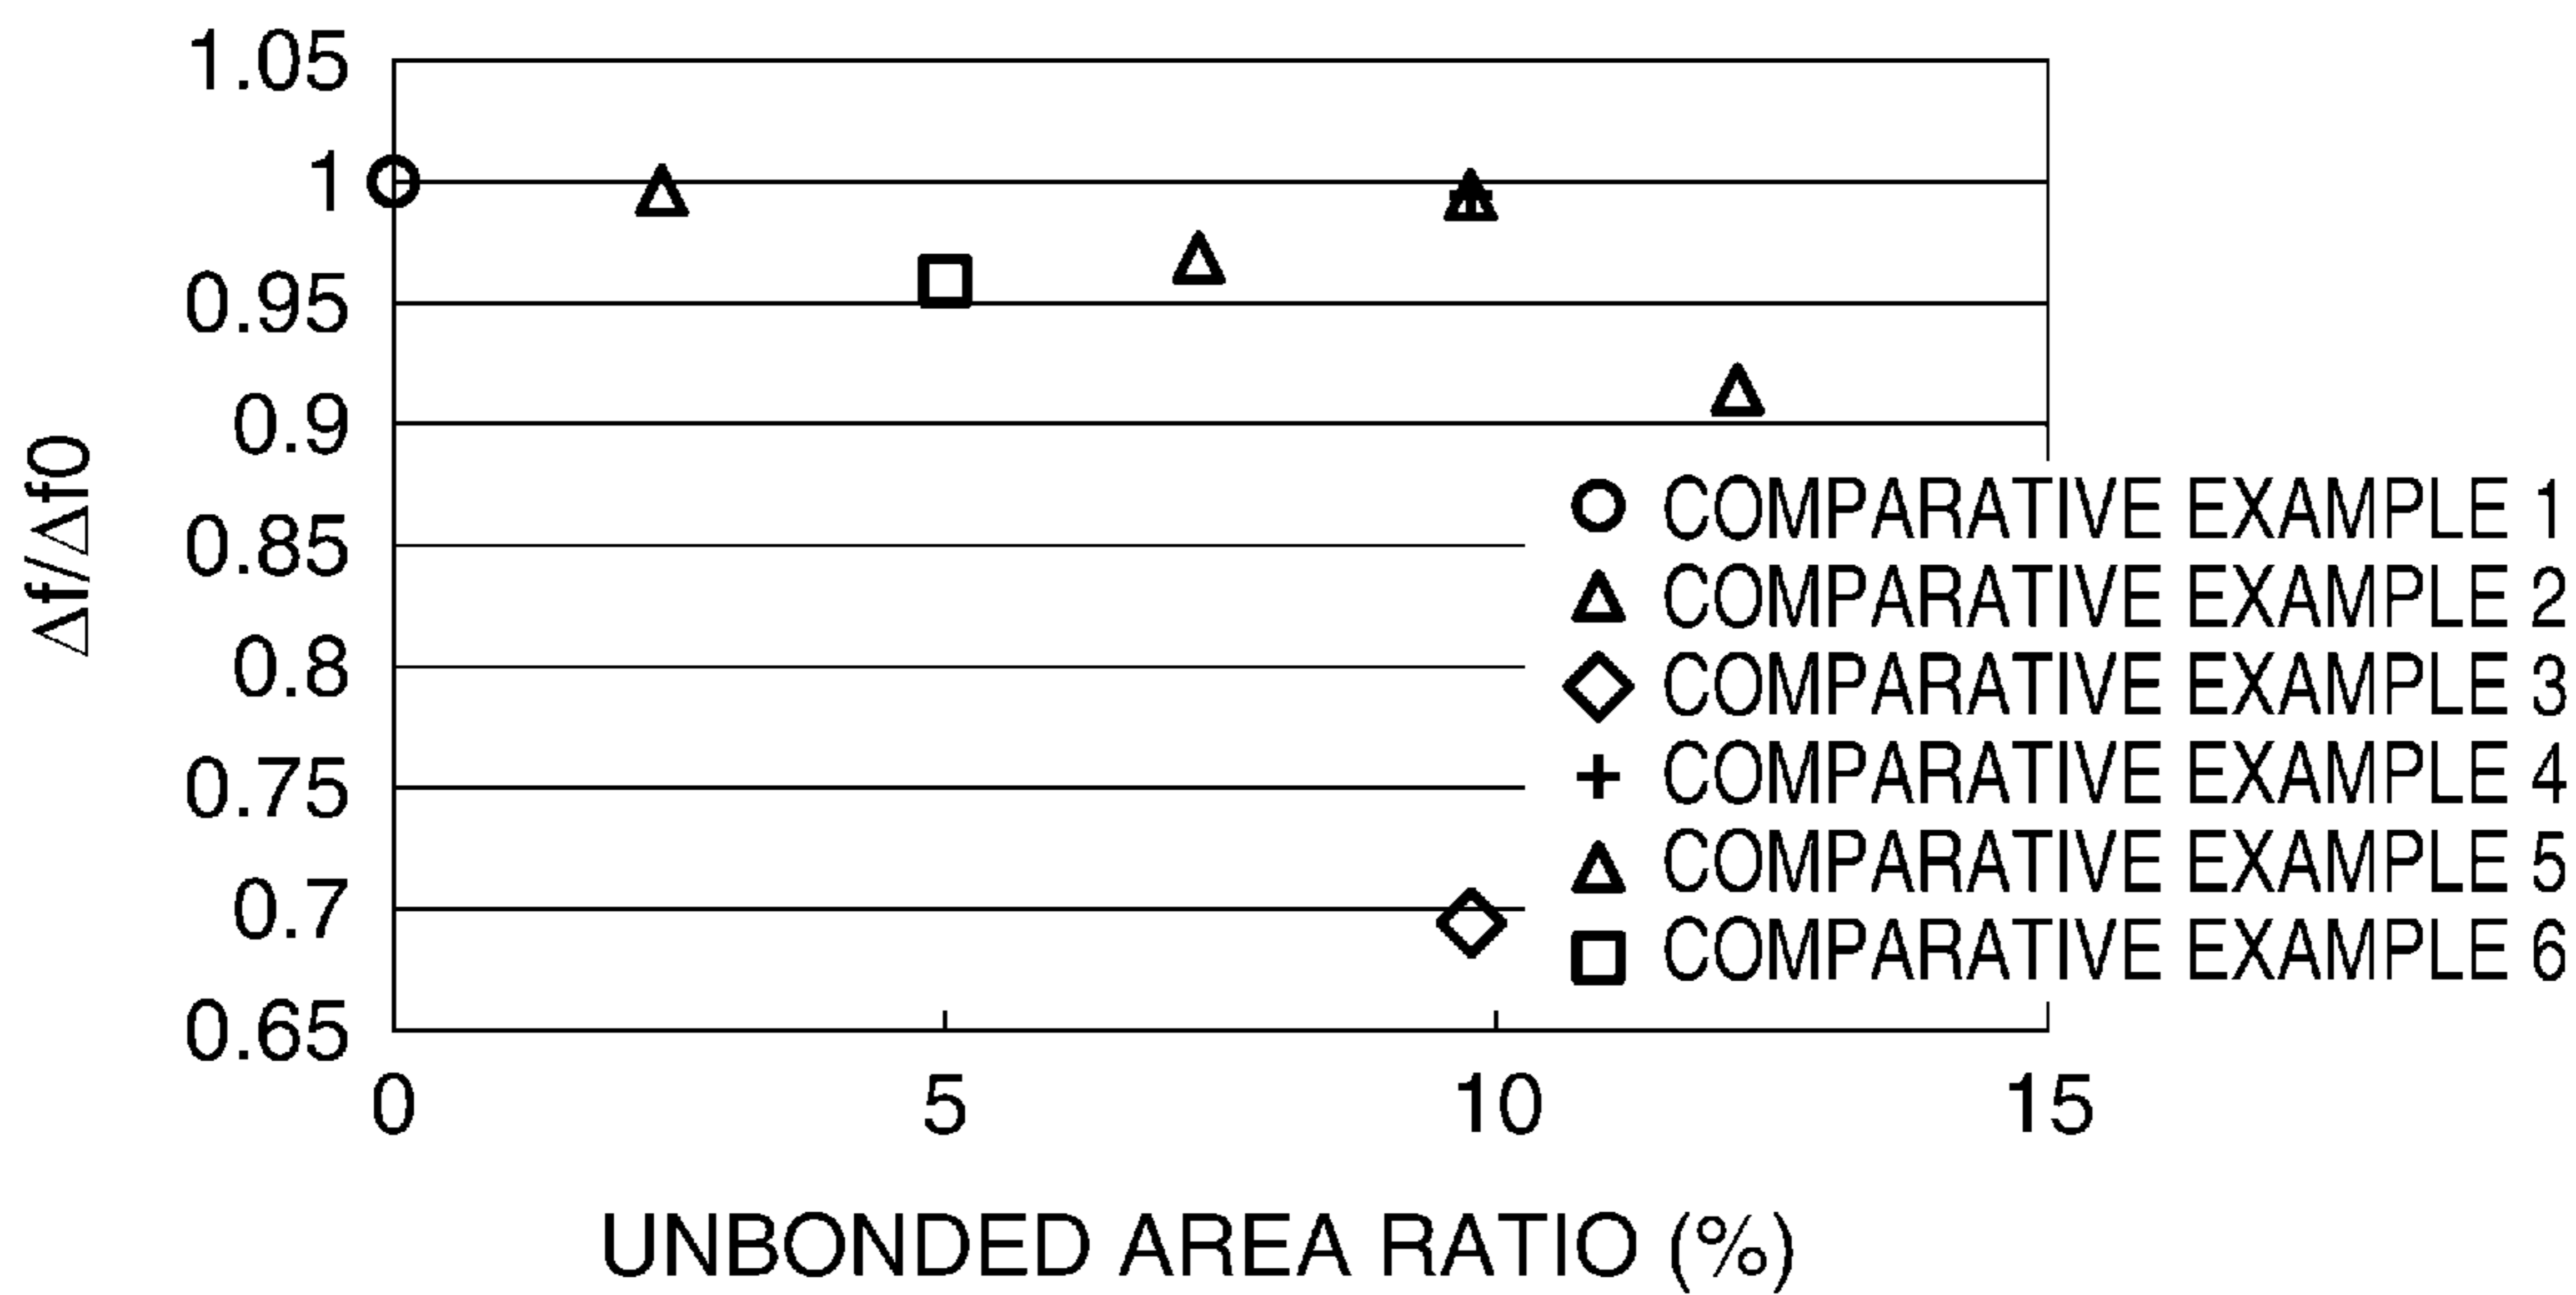 1.05
1
0.95
0.9
0.85
0.8
0.75
0.7
0.65
Δf/Δf0
COMPARATIVE EXAMPLE 1
COMPARATIVE EXAMPLE 2
COMPARATIVE EXAMPLE 3
COMPARATIVE EXAMPLE 4
COMPARATIVE EXAMPLE 5
COMPARATIVE EXAMPLE 6
0 5 10 15
UNBONDED AREA RATIO (%)